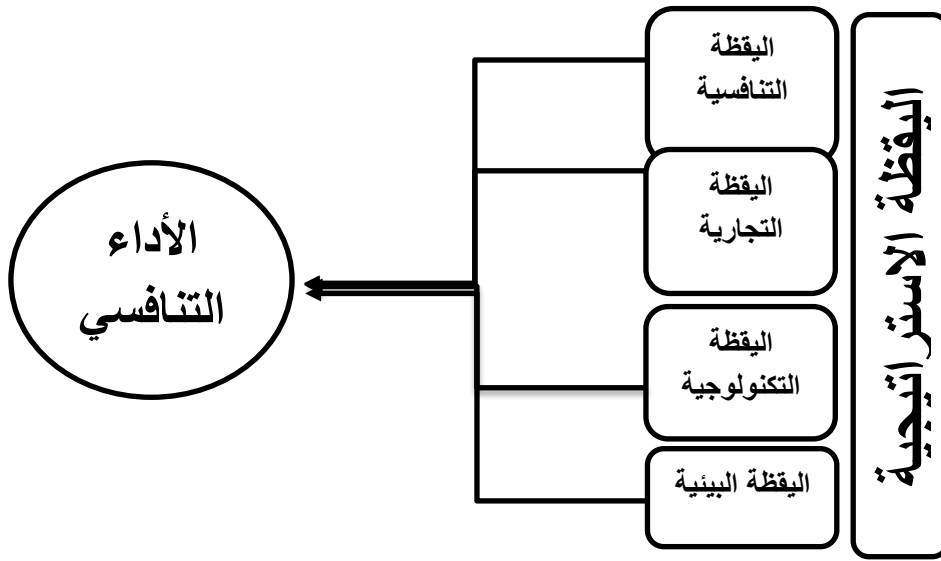 اليقظة الاستراتيجية
اليقظة
التنافسية
اليقظة
التجارية
اليقظة
التكنولوجية
اليقظة البيئية
الأداء
التنافسي